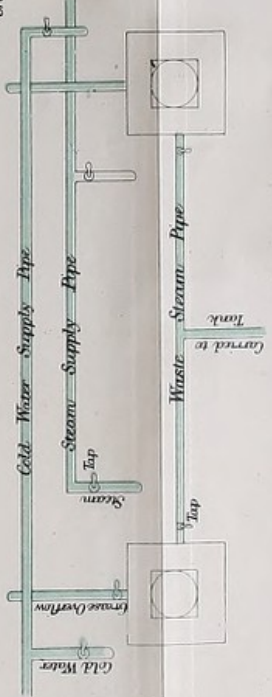 Cold Water Supply Pipe
Steam Supply Pipe
Waste Steam Pipe
Carried to
Tank
Tap
Steam
Tap
Grease Overflow
Cold Water